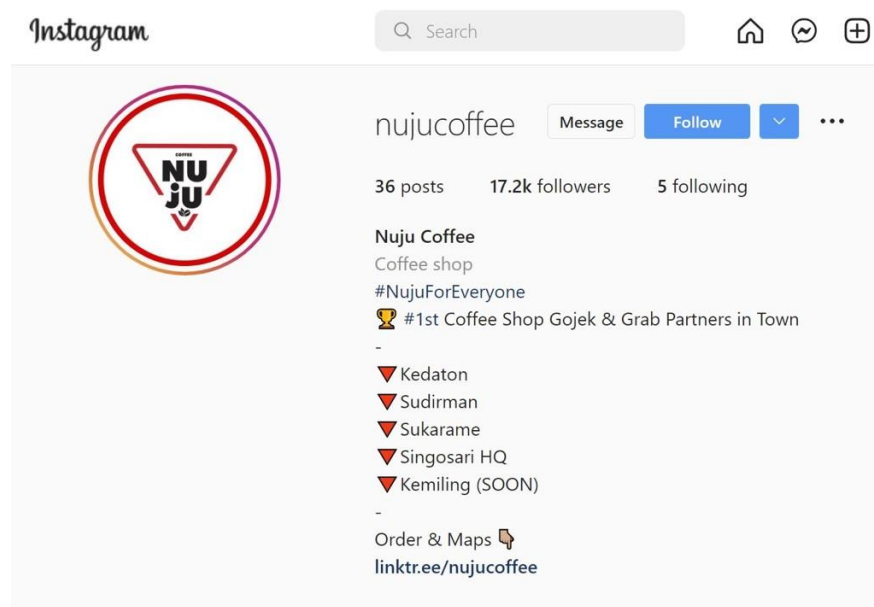 Instagram
Search
nujucoffee Message Follow
36 posts 17.2k followers 5 following
Nuju Coffee
Coffee shop
#NujuForEveryone
🏆 #1st Coffee Shop Gojek & Grab Partners in Town
-
🔻Kedaton
🔻Sudirman
🔻Sukarame
🔻Singosari HQ
🔻Kemiling (SOON)
-
Order & Maps 👇🏽
linktr.ee/nujucoffee
COFFEE
NU
jU